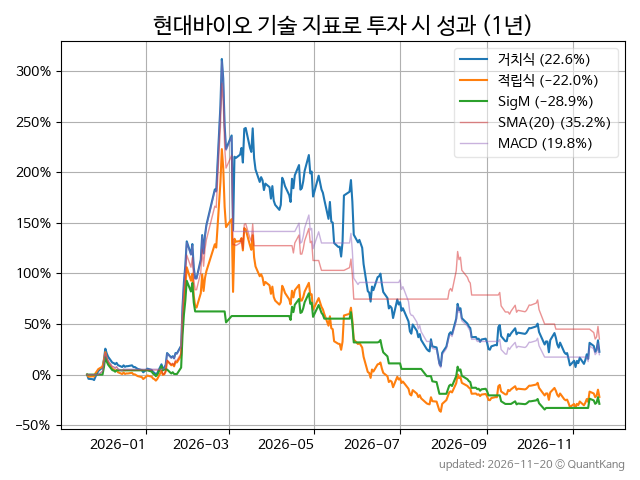 현대바이오 기술 지표로 투자 시 성과 (1년)
거치식 (22.6%)
적립식 (−22.0%)
SigM (−28.9%)
SMA(20) (35.2%)
MACD (19.8%)
300%
250%
200%
150%
100%
50%
0%
−50%
2026-01 2026-03 2026-05 2026-07 2026-09 2026-11
updated: 2026-11-20 © QuantKang